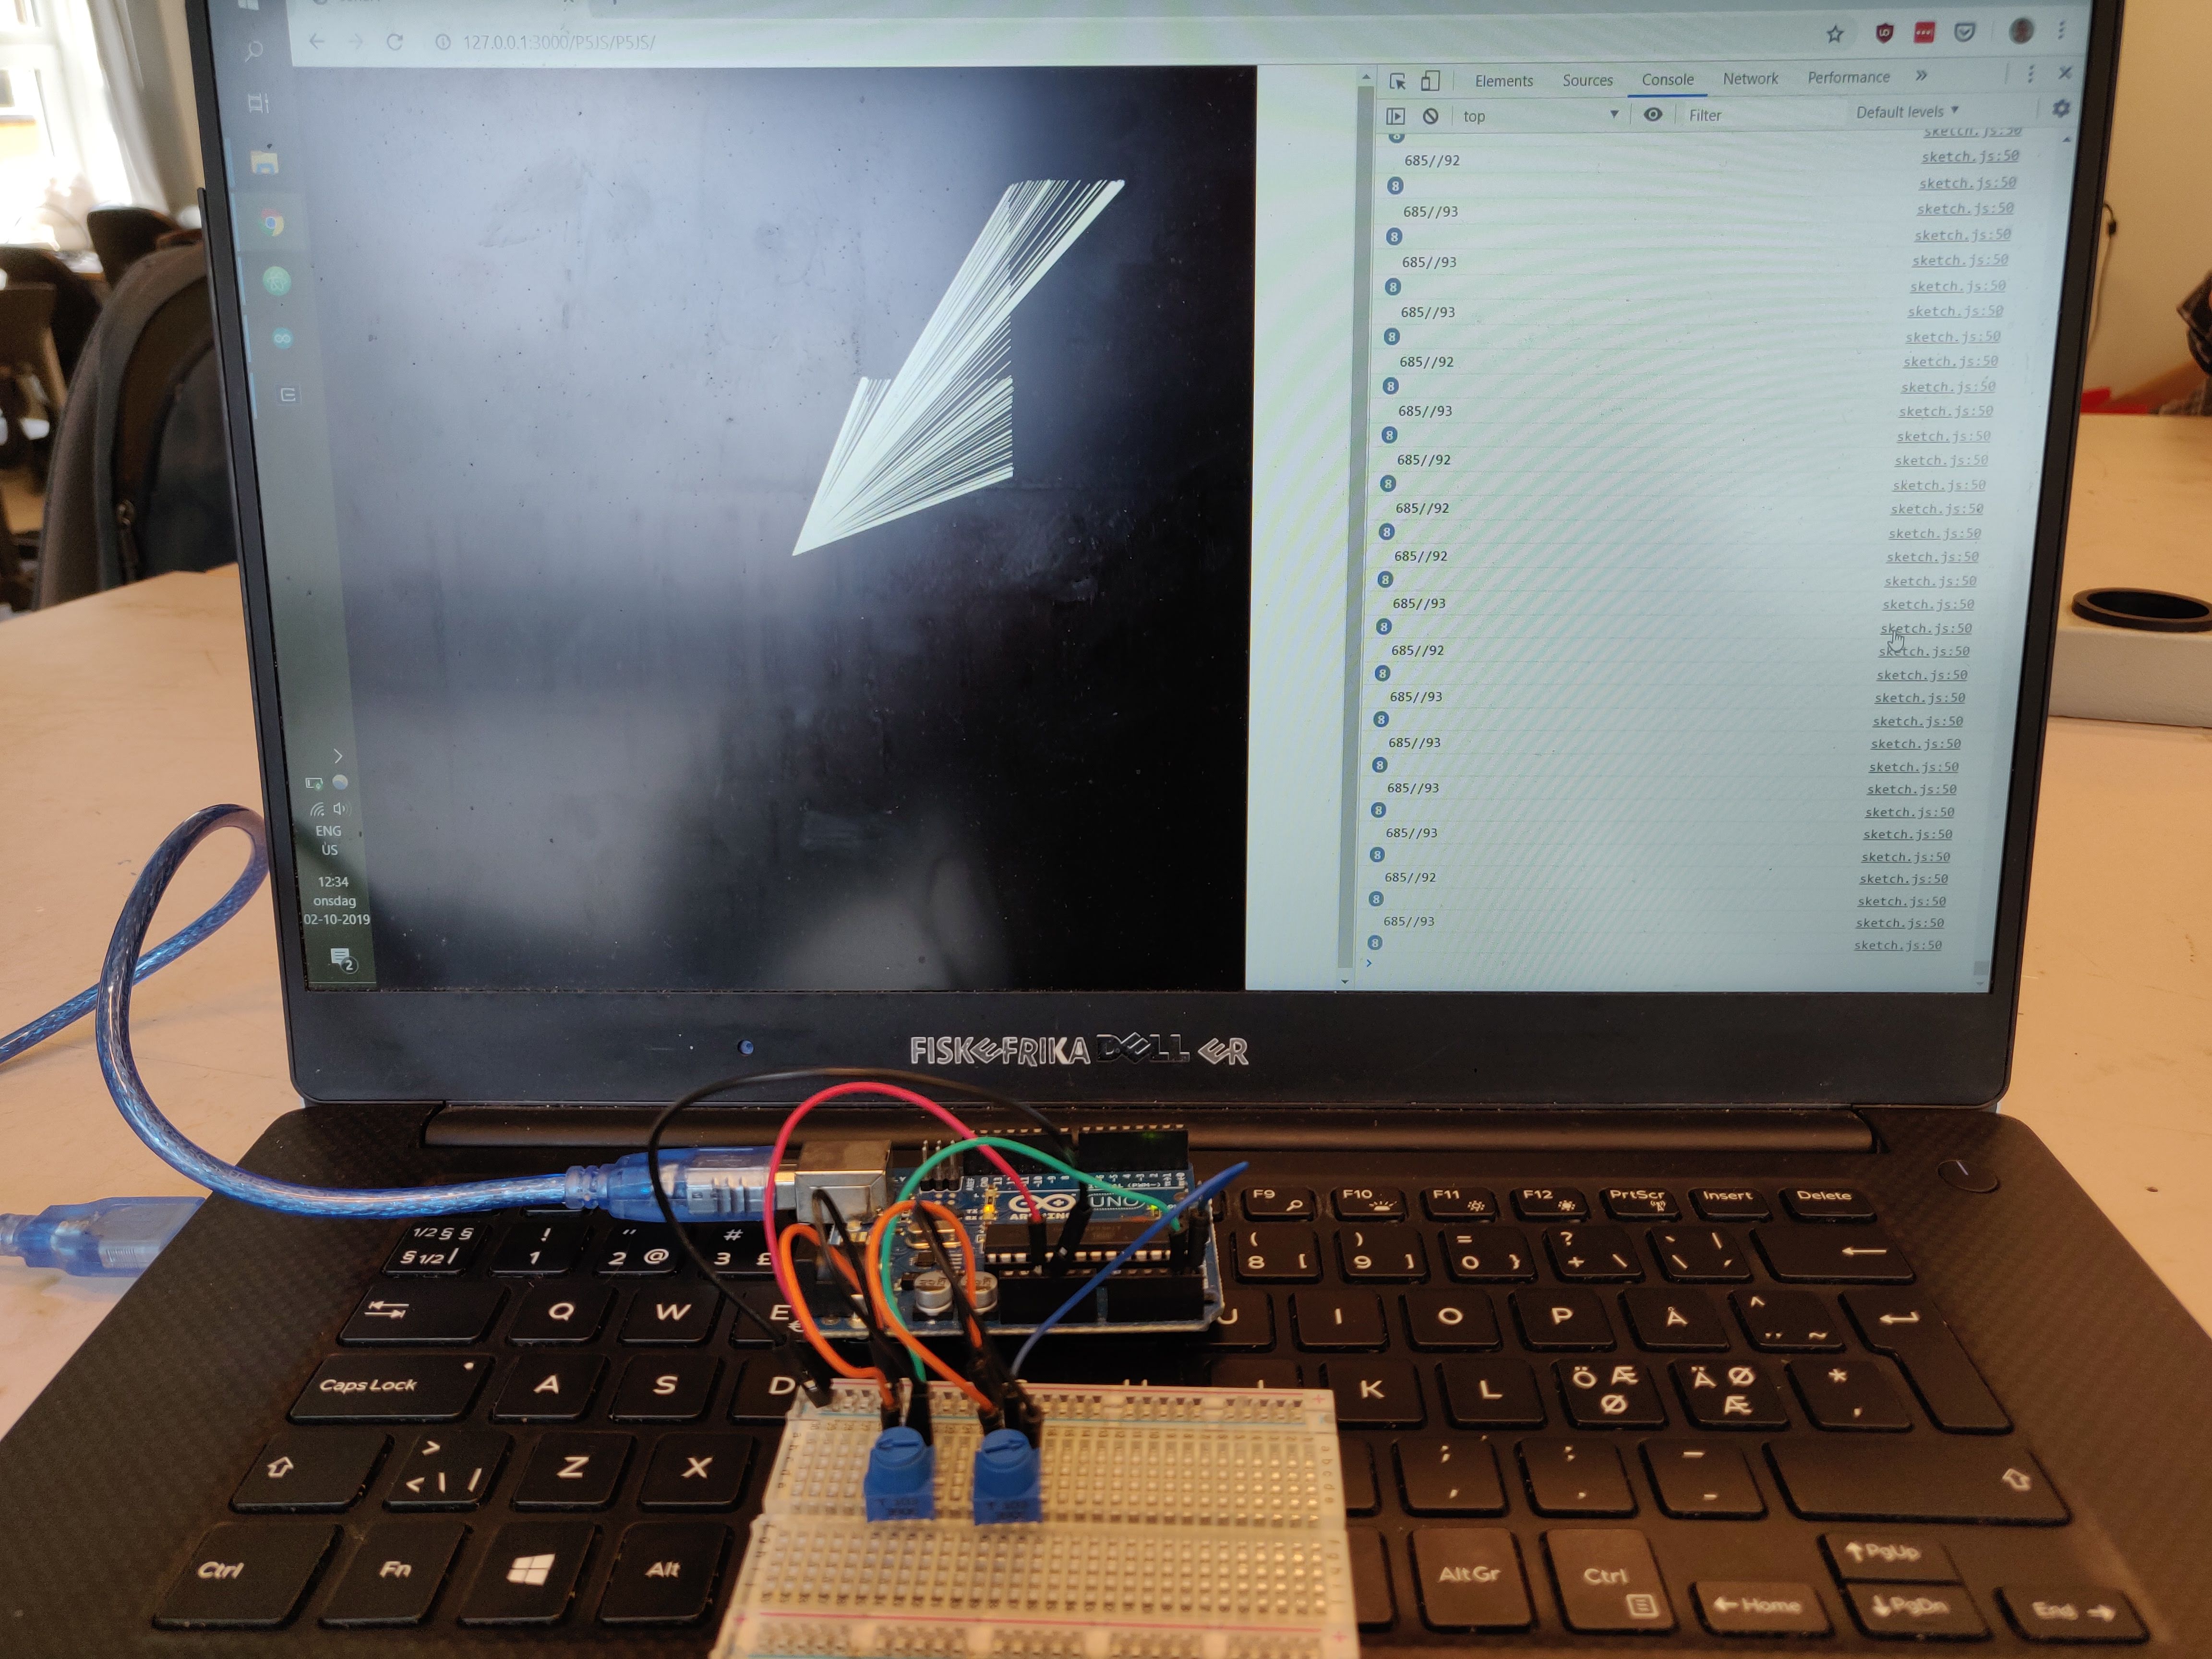 127.0.0.1:3000/P5JS/P5JS/
Elements Sources Console Network Performance »
top Filter Default levels
sketch.js:50
685//92 sketch.js:50
8 sketch.js:50
685//93 sketch.js:50
8 sketch.js:50
685//93 sketch.js:50
8 sketch.js:50
685//93 sketch.js:50
8 sketch.js:50
685//92 sketch.js:50
8 sketch.js:50
685//93 sketch.js:50
8 sketch.js:50
685//92 sketch.js:50
8 sketch.js:50
685//92 sketch.js:50
8 sketch.js:50
685//92 sketch.js:50
8 sketch.js:50
685//93 sketch.js:50
8 sketch.js:50
685//92 sketch.js:50
8 sketch.js:50
685//93 sketch.js:50
8 sketch.js:50
685//93 sketch.js:50
8 sketch.js:50
685//93 sketch.js:50
8 sketch.js:50
685//93 sketch.js:50
8 sketch.js:50
685//92 sketch.js:50
8 sketch.js:50
685//93 sketch.js:50
8 sketch.js:50
>
ENG
US
12:34
onsdag
02-10-2019
2
FISKEFRIKADELLER
UNO
F9 F10 F11 F12 PrtScr Insert Delete
1/2 § §
§ 1/2 |
! 1
" 2 @
# 3 £
( 8 [
) 9 ]
= 0 }
? + \
Q W E € U I O P Å ^ ¨ ~
Caps Lock A S D K L Ö Æ Ø Ä Ø Æ * '
> < \ | Z X ; , : . _ -
Ctrl Fn Alt Alt Gr Ctrl Home PgUp PgDn End